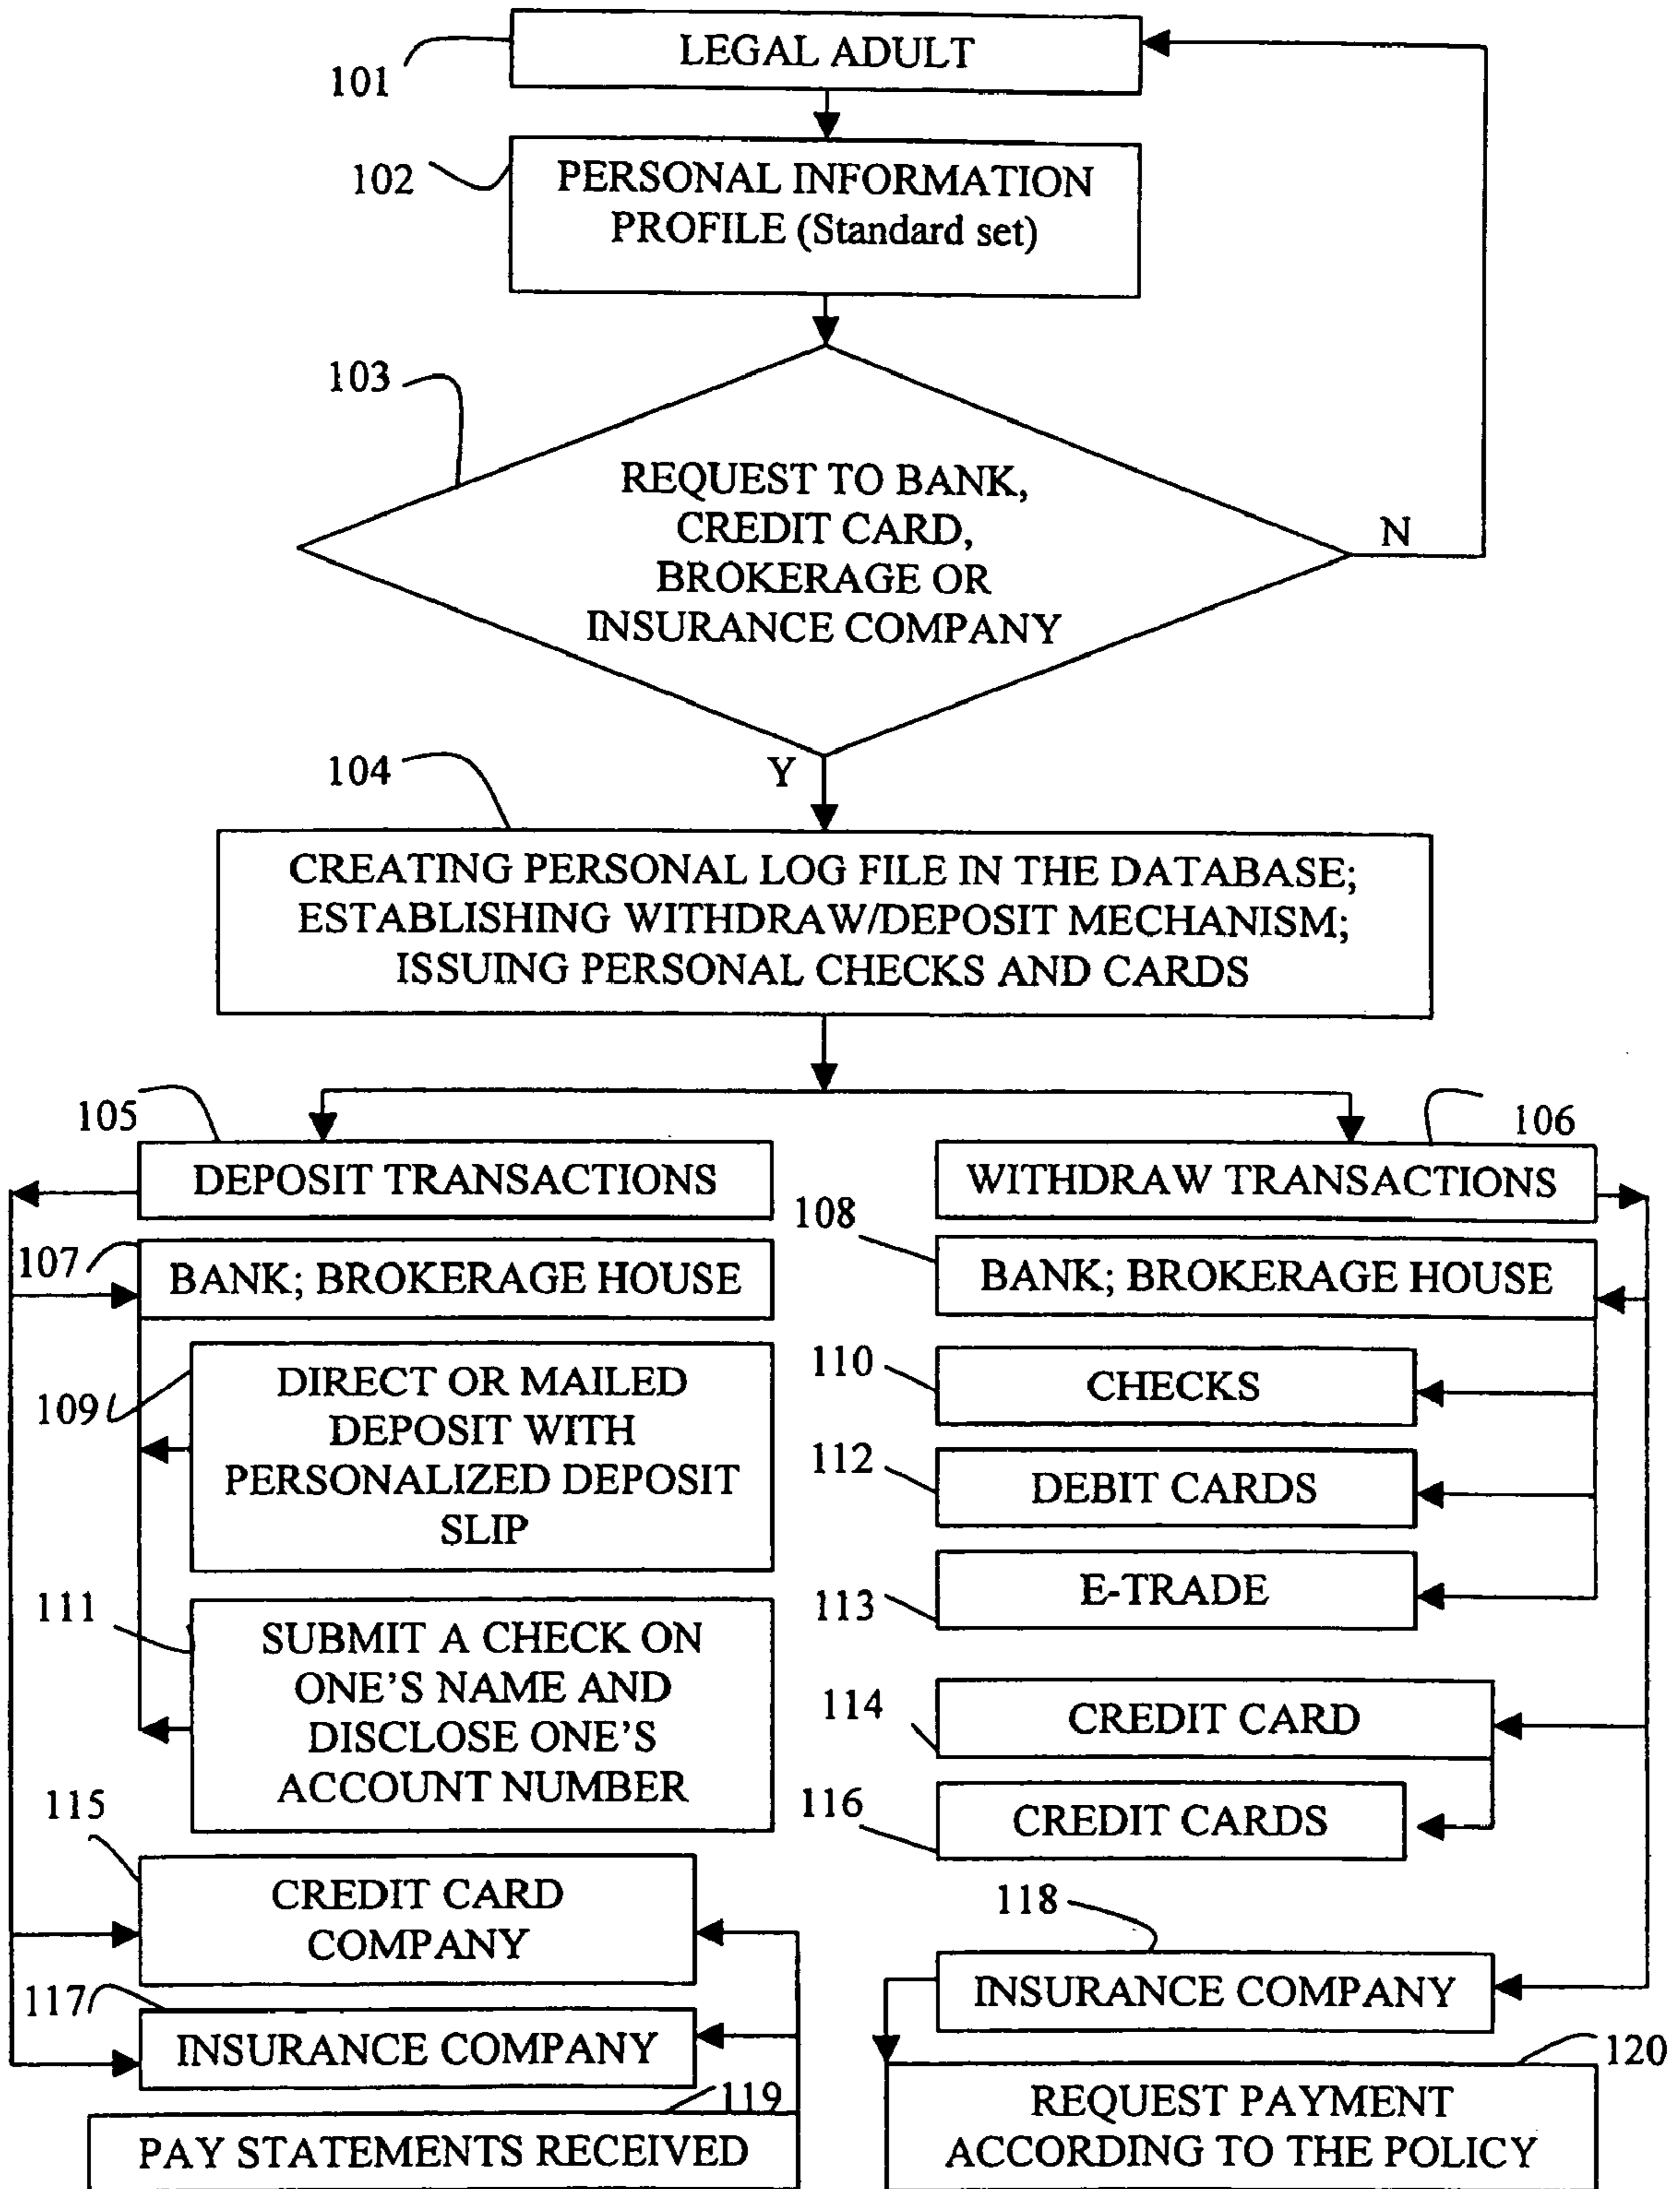 LEGAL ADULT
101
102
PERSONAL INFORMATION
PROFILE (Standard set)
103
REQUEST TO BANK,
CREDIT CARD,
BROKERAGE OR
INSURANCE COMPANY
N
Y
104
CREATING PERSONAL LOG FILE IN THE DATABASE;
ESTABLISHING WITHDRAW/DEPOSIT MECHANISM;
ISSUING PERSONAL CHECKS AND CARDS
105
DEPOSIT TRANSACTIONS
107
BANK; BROKERAGE HOUSE
109
DIRECT OR MAILED
DEPOSIT WITH
PERSONALIZED DEPOSIT
SLIP
111
SUBMIT A CHECK ON
ONE'S NAME AND
DISCLOSE ONE'S
ACCOUNT NUMBER
115
CREDIT CARD
COMPANY
117
INSURANCE COMPANY
119
PAY STATEMENTS RECEIVED
106
WITHDRAW TRANSACTIONS
108
BANK; BROKERAGE HOUSE
110
CHECKS
112
DEBIT CARDS
113
E-TRADE
114
CREDIT CARD
116
CREDIT CARDS
118
INSURANCE COMPANY
120
REQUEST PAYMENT
ACCORDING TO THE POLICY